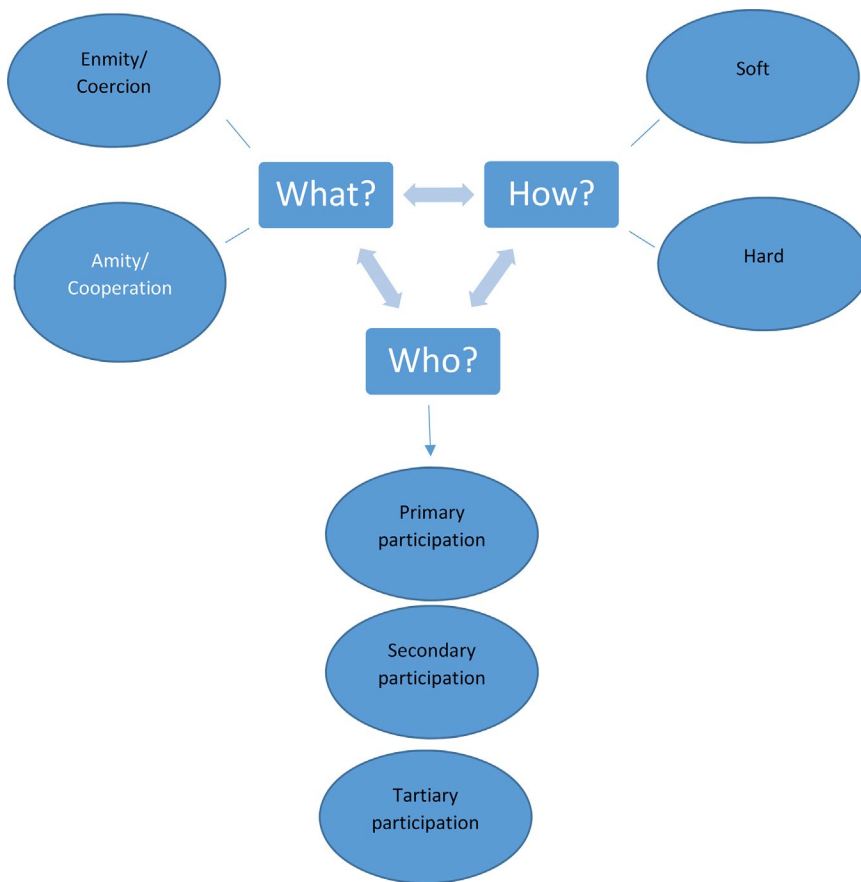 Enmity/
Coercion
Soft
What?
How?
Amity/
Cooperation
Hard
Who?
Primary
participation
Secondary
participation
Tartiary
participation